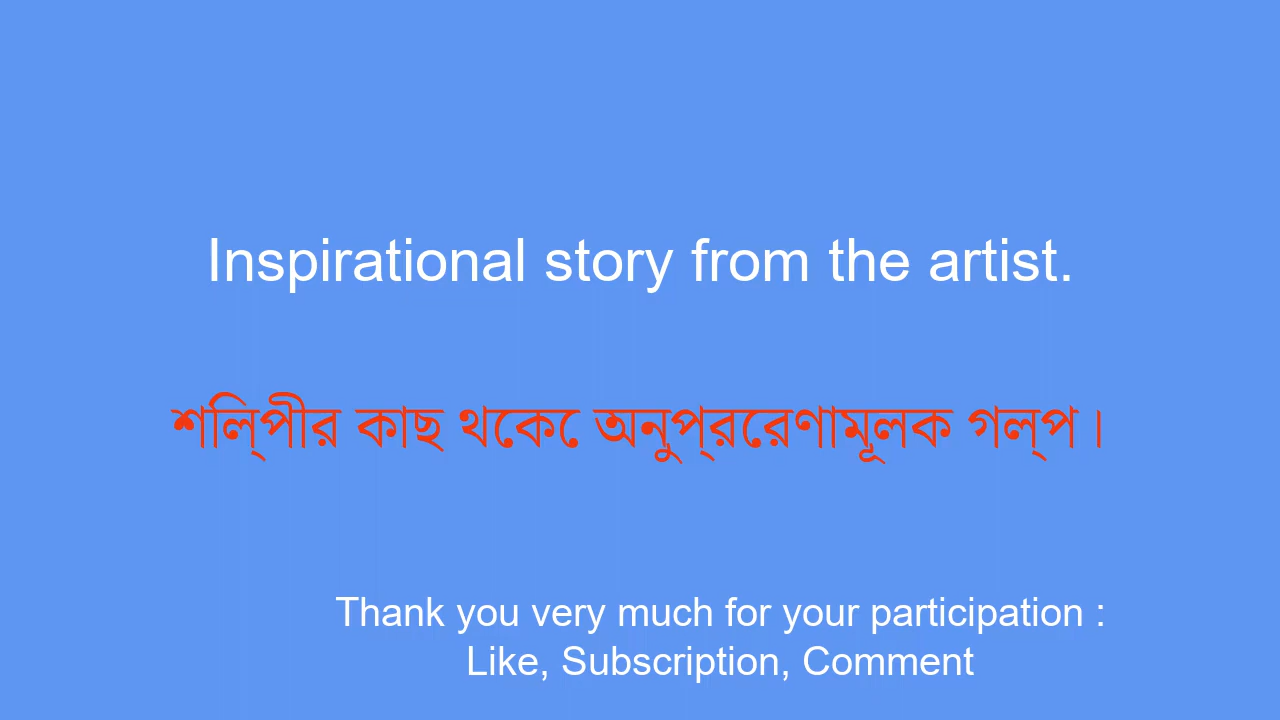 Inspirational story from the artist.
শিল্পীর কাছ থেকে অনুপ্রেরণামূলক গল্প।
Thank you very much for your participation :
Like, Subscription, Comment